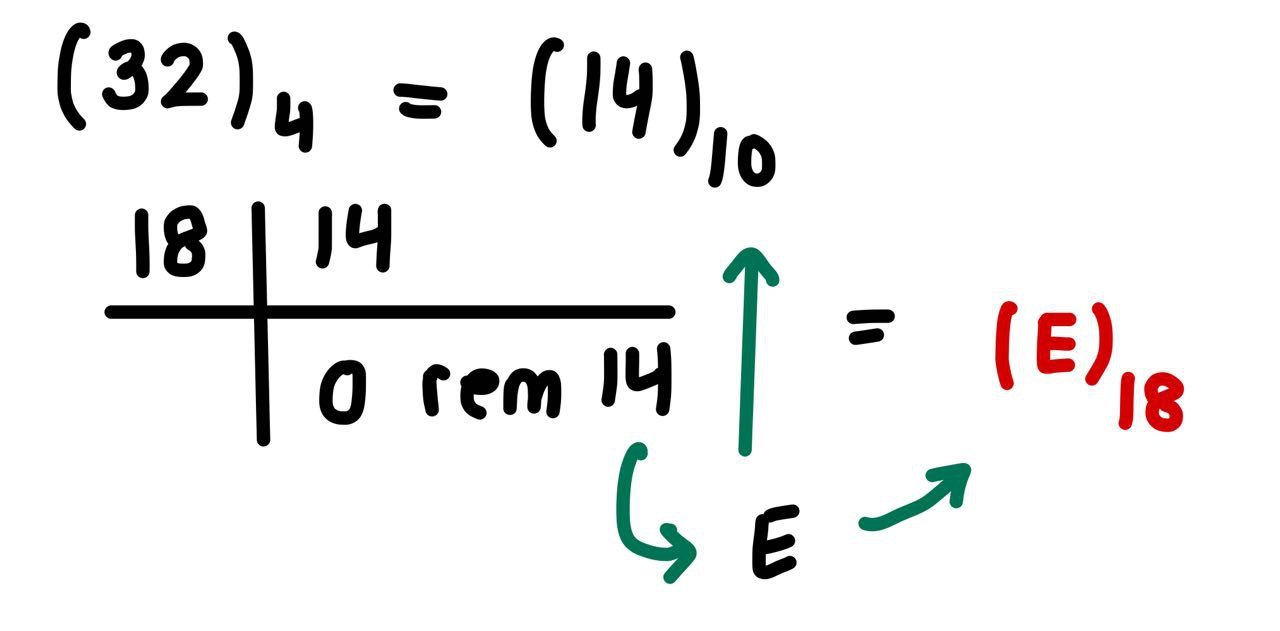 (32)₄ = (14)₁₀
18 14
0 rem 14 = (E)₁₈
E